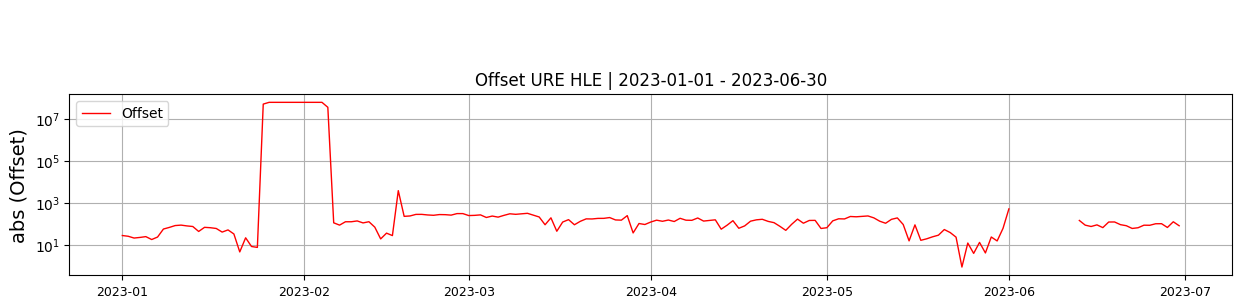 Offset URE HLE | 2023-01-01 - 2023-06-30
Offset
abs (Offset)
10^7
10^5
10^3
10^1
2023-01 2023-02 2023-03 2023-04 2023-05 2023-06 2023-07